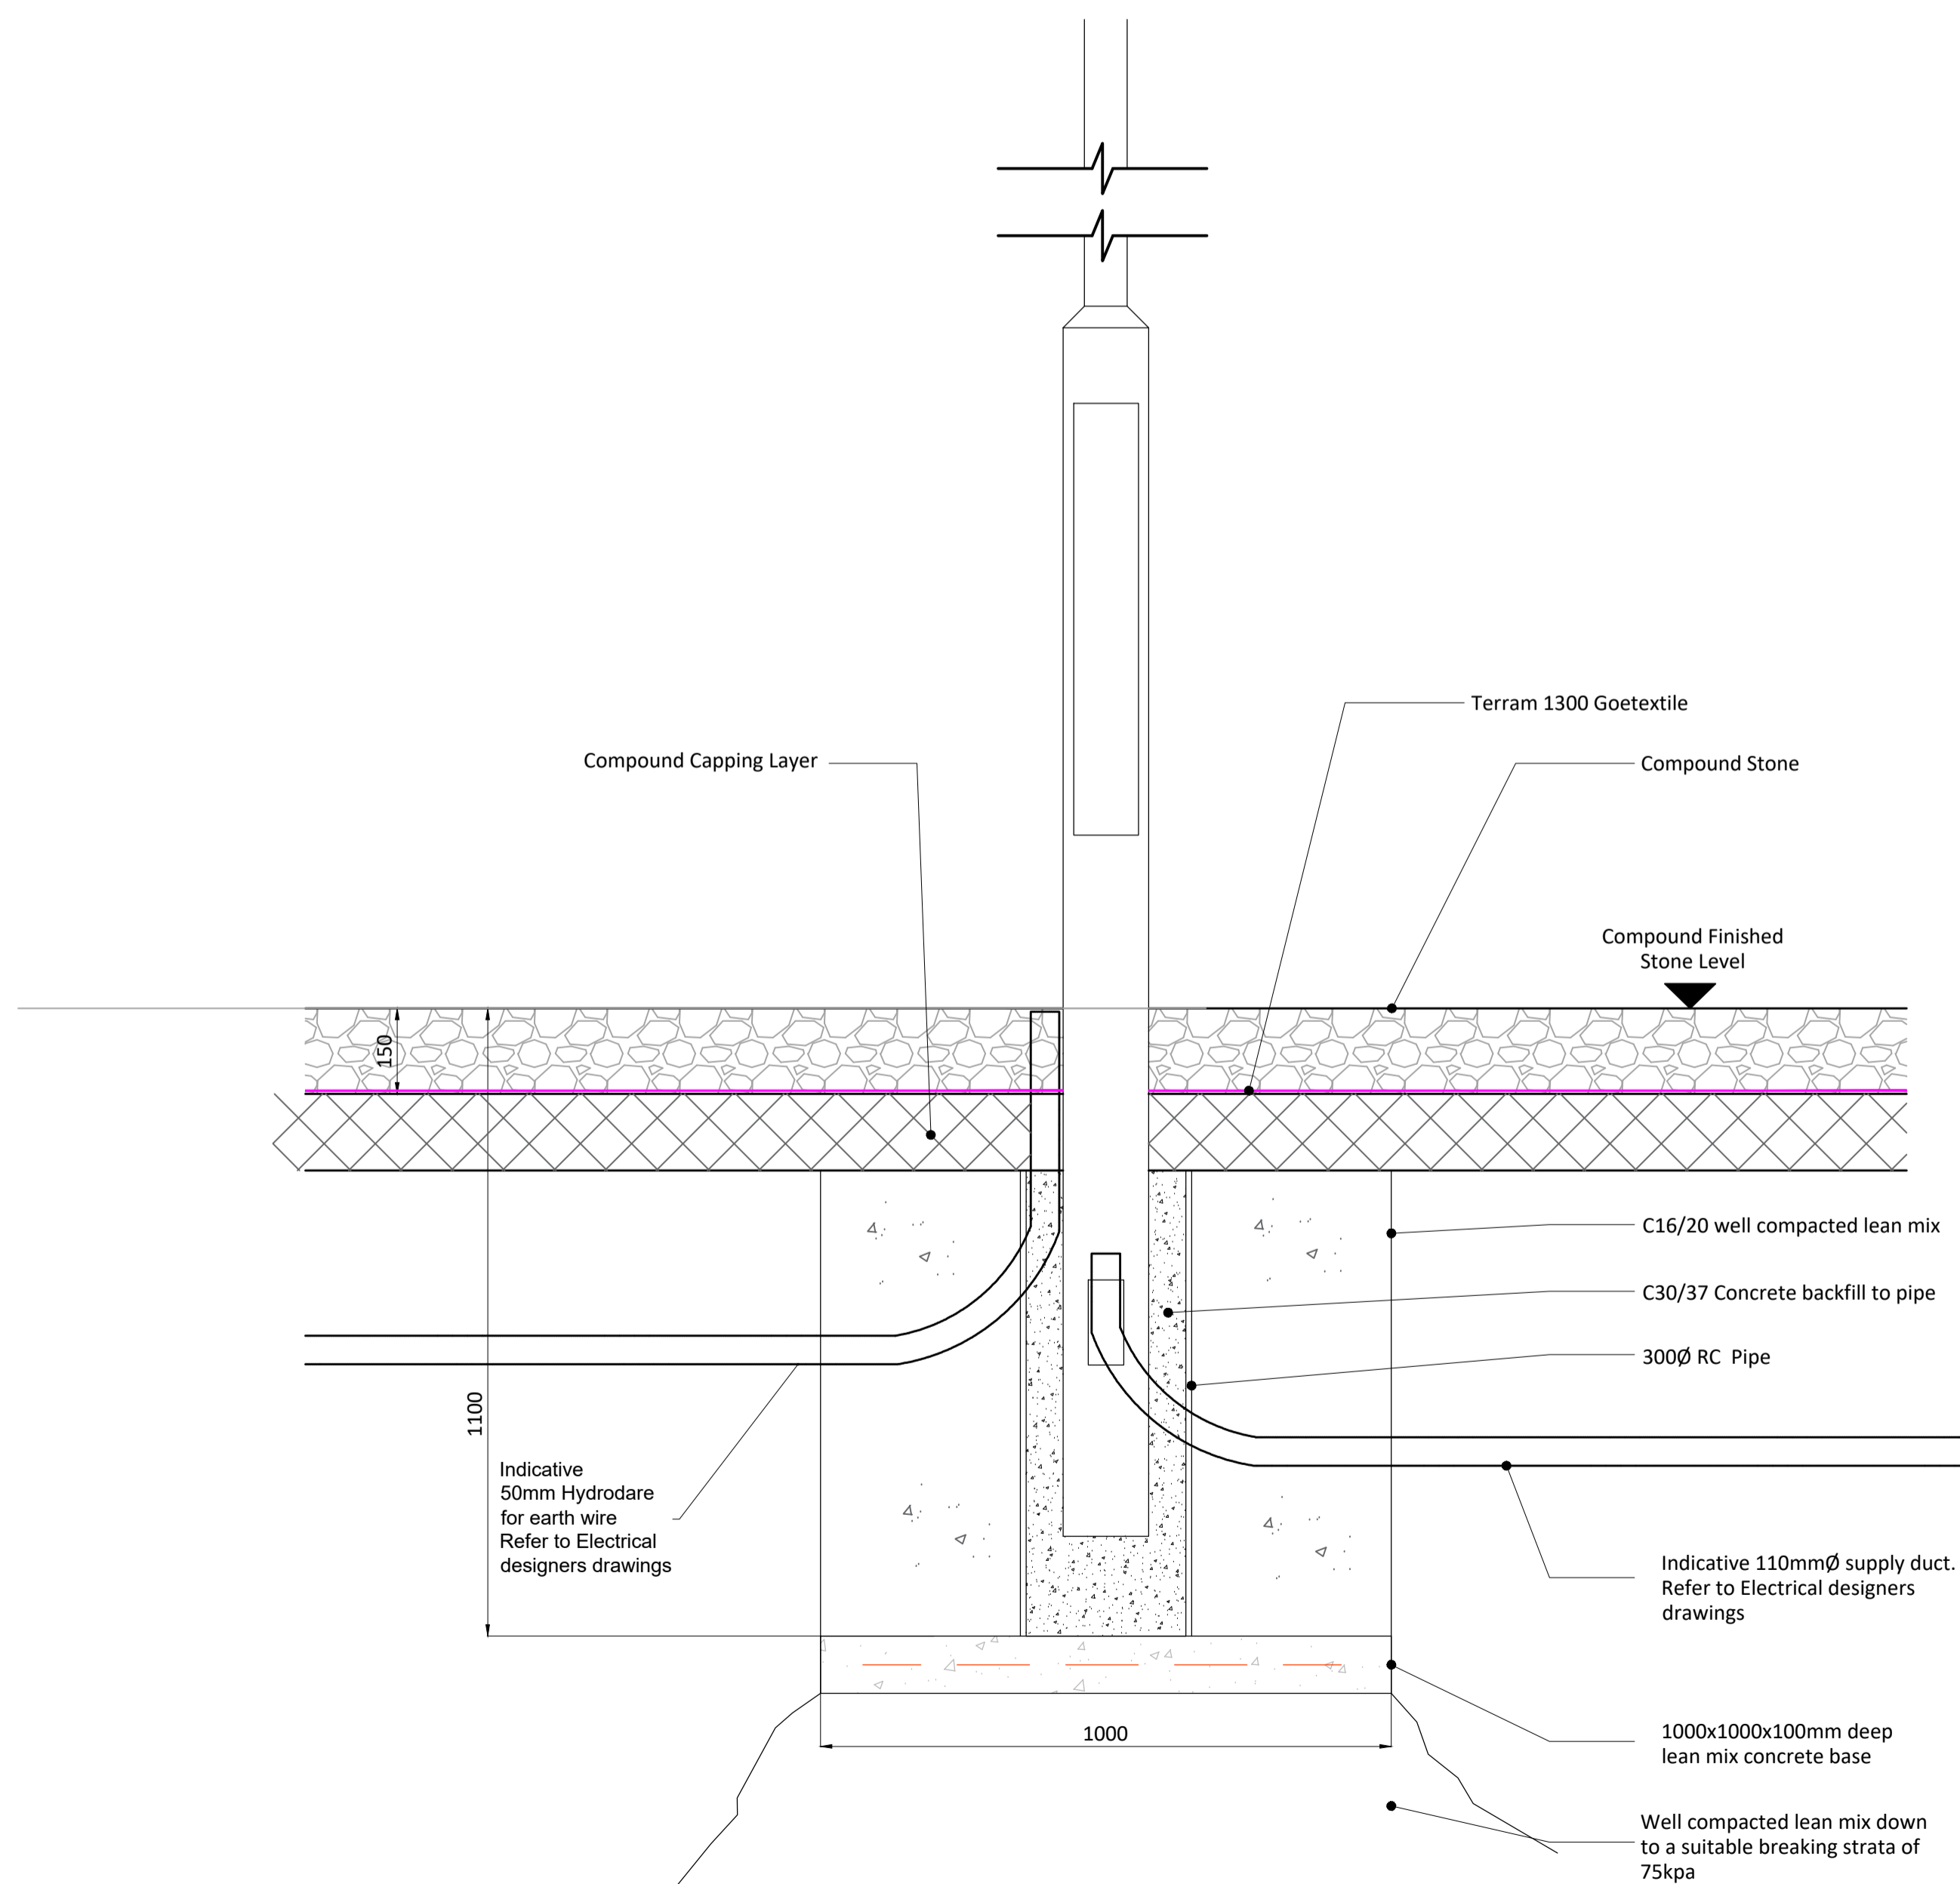 Terram 1300 Goetextile
Compound Capping Layer
Compound Stone
Compound Finished
Stone Level
150
C16/20 well compacted lean mix
C30/37 Concrete backfill to pipe
300Ø RC Pipe
1100
Indicative
50mm Hydrodare
for earth wire
Refer to Electrical
designers drawings
Indicative 110mmØ supply duct.
Refer to Electrical designers
drawings
1000
1000x1000x100mm deep
lean mix concrete base
Well compacted lean mix down
to a suitable breaking strata of
75kpa